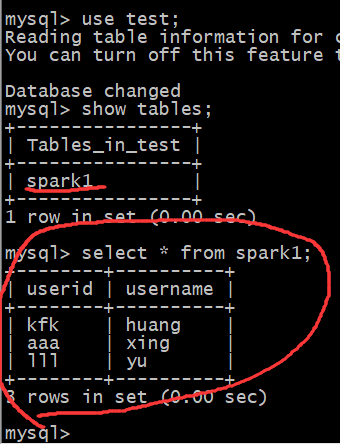 mysql> use test;
Reading table information for
You can turn off this feature t
Database changed
mysql> show tables;
+----------------+
| Tables_in_test |
+----------------+
| spark1         |
+----------------+
1 row in set (0.00 sec)
mysql> select * from spark1;
+--------+----------+
| userid | username |
+--------+----------+
| kfk    | huang    |
| aaa    | xing     |
| lll    | yu       |
+--------+----------+
3 rows in set (0.00 sec)
mysql>